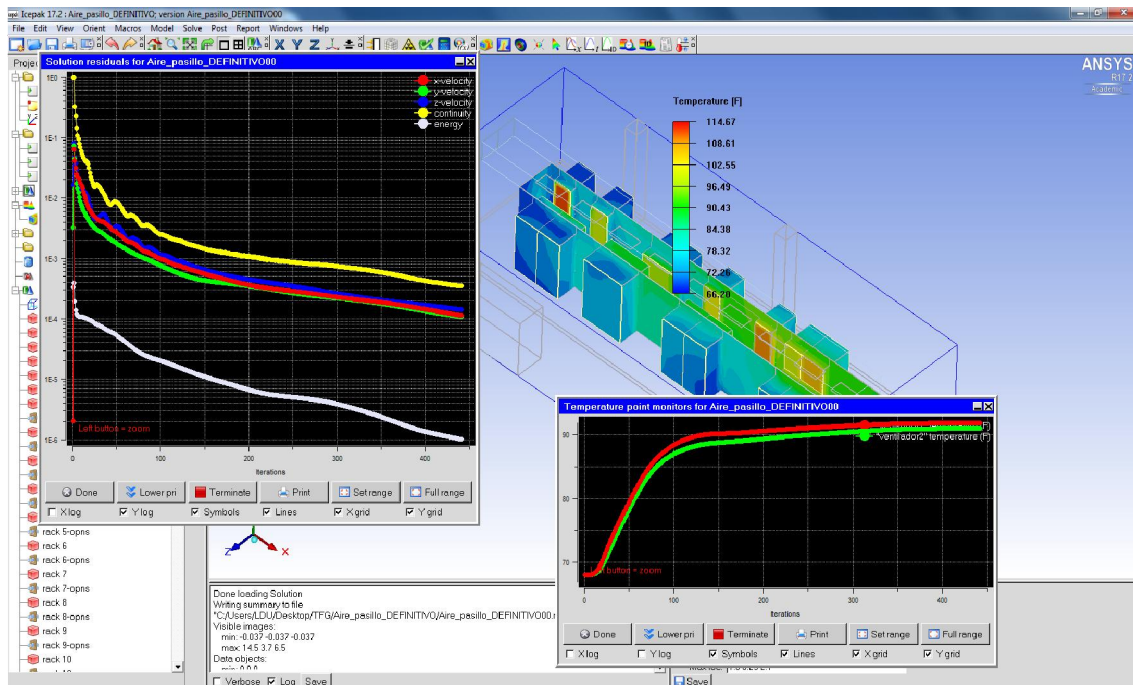 Icepak 17.2 : Aire_pasillo_DEFINITIVO; version Aire_pasillo_DEFINITIVO00
File Edit View Orient Macros Model Solve Post Report Windows Help
Solution residuals for Aire_pasillo_DEFINITIVO00
x-velocity
y-velocity
z-velocity
continuity
energy
1E0
1E-1
1E-2
1E-3
1E-4
1E-5
1E-6
Left button = zoom
0 100 200 300 400
Iterations
Done Lower pri Terminate Print Set range Full range
X log Y log Symbols Lines X grid Y grid
ANSYS
R17.2
Academic
Temperature (F)
114.67
108.61
102.55
96.49
90.43
84.38
78.32
72.26
66.20
Temperature point monitors for Aire_pasillo_DEFINITIVO00
"ventilador2" temperature (F)
90
80
70
0 100 200 300 400
Iterations
Done Lower pri Terminate Print Set range Full range
X log Y log Symbols Lines X grid Y grid
rack 5-opns
rack 6
rack 6-opns
rack 7
rack 7-opns
rack 8
rack 8-opns
rack 9
rack 9-opns
rack 10
Z X
Done loading Solution
Writing summary to file
"C:/Users/LDU/Desktop/TFG/Aire_pasillo_DEFINITIVO/Aire_pasillo_DEFINITIVO00.
Visible images:
min: -0.037 -0.037 -0.037
max: 14.5 3.7 6.5
Data objects:
Verbose Log Save
Save